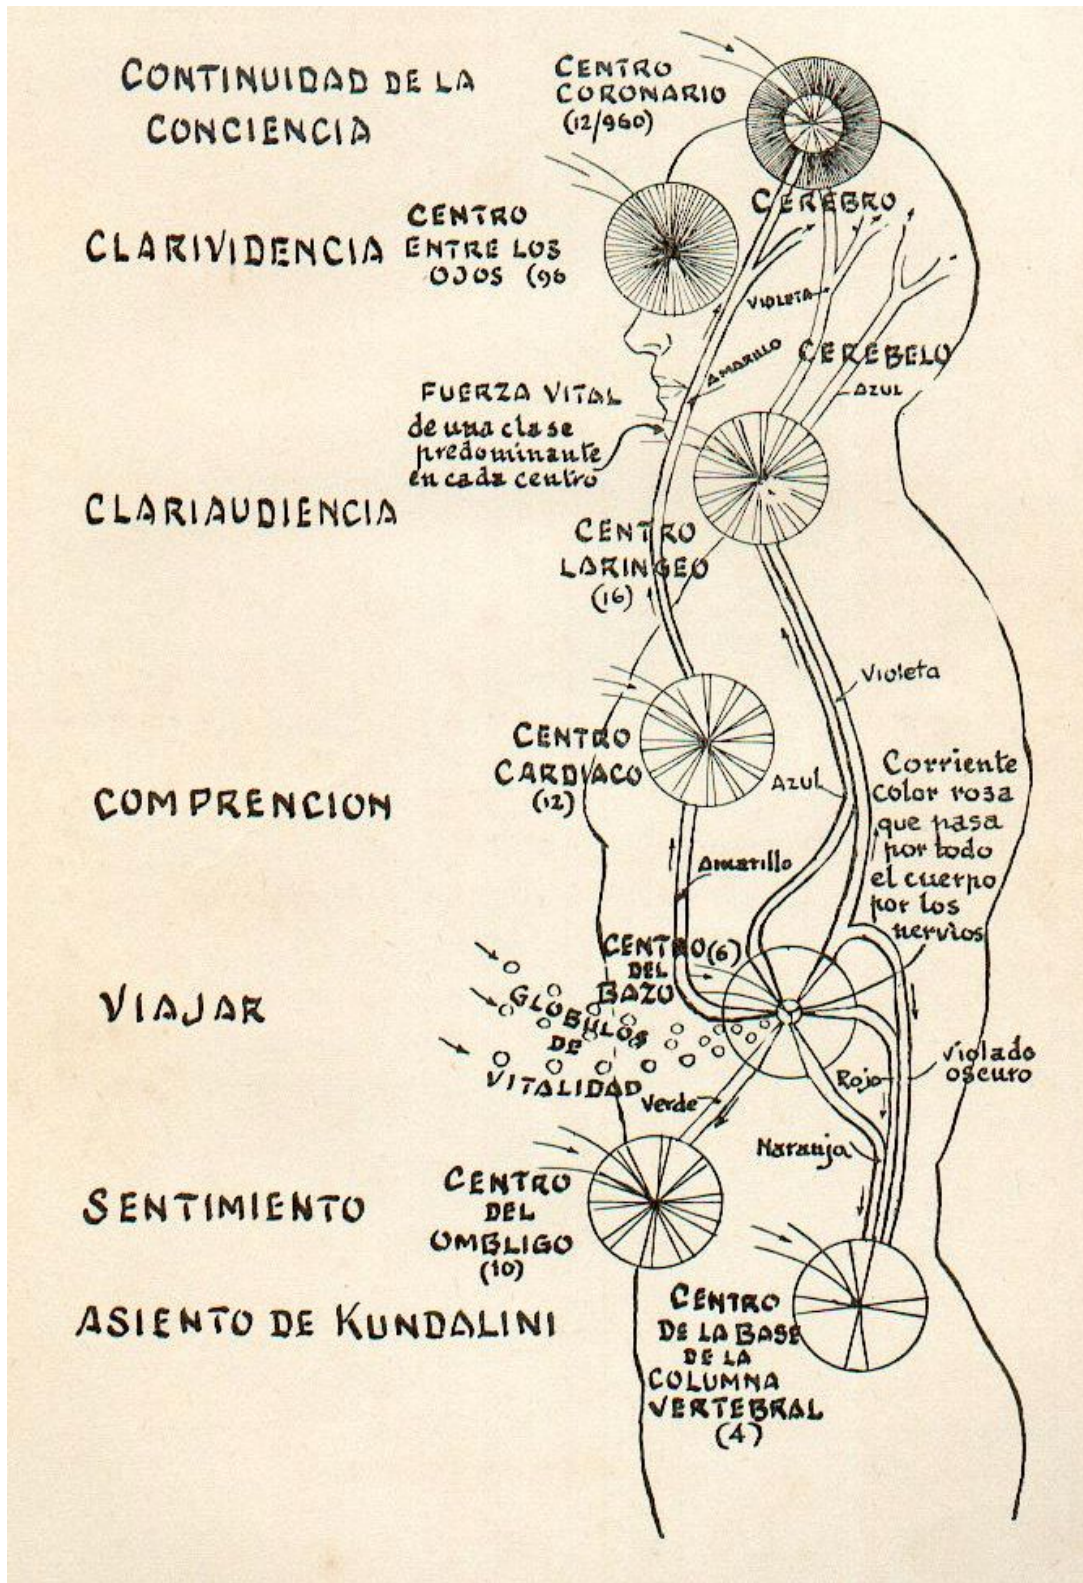 CONTINUIDAD DE LA
CONCIENCIA
CENTRO
CORONARIO
(12/960)
CEREBRO
CLARIVIDENCIA
CENTRO
ENTRE LOS
OJOS (96
VIOLETA
AMARILLO
CEREBELO
AZUL
FUERZA VITAL
de una clase
predominante
en cada centro
CLARIAUDIENCIA
CENTRO
LARINGEO
(16)
Violeta
CENTRO
CARDIACO
(12)
COMPRENCION
Azul
Corriente
color rosa
que pasa
por todo
el cuerpo
por los
nervios
Amarillo
CENTRO (6)
DEL
BAZO
VIAJAR
GLOBULOS
DE
VITALIDAD
Verde
Rojo
violado
oscuro
Naranja
SENTIMIENTO
CENTRO
DEL
OMBLIGO
(10)
ASIENTO DE KUNDALINI
CENTRO
DE LA BASE
DE LA
COLUMNA
VERTEBRAL
(4)